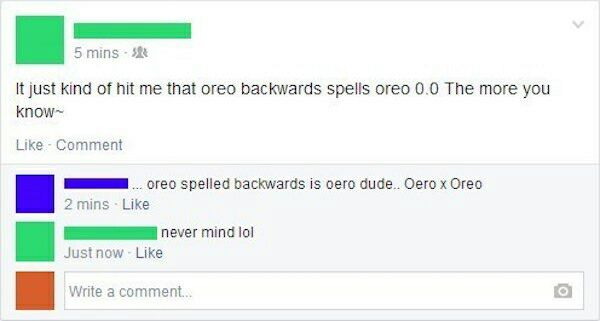 5 mins ·
It just kind of hit me that oreo backwards spells oreo 0.0 The more you
know~
Like · Comment
... oreo spelled backwards is oero dude.. Oero x Oreo
2 mins · Like
never mind lol
Just now · Like
Write a comment...